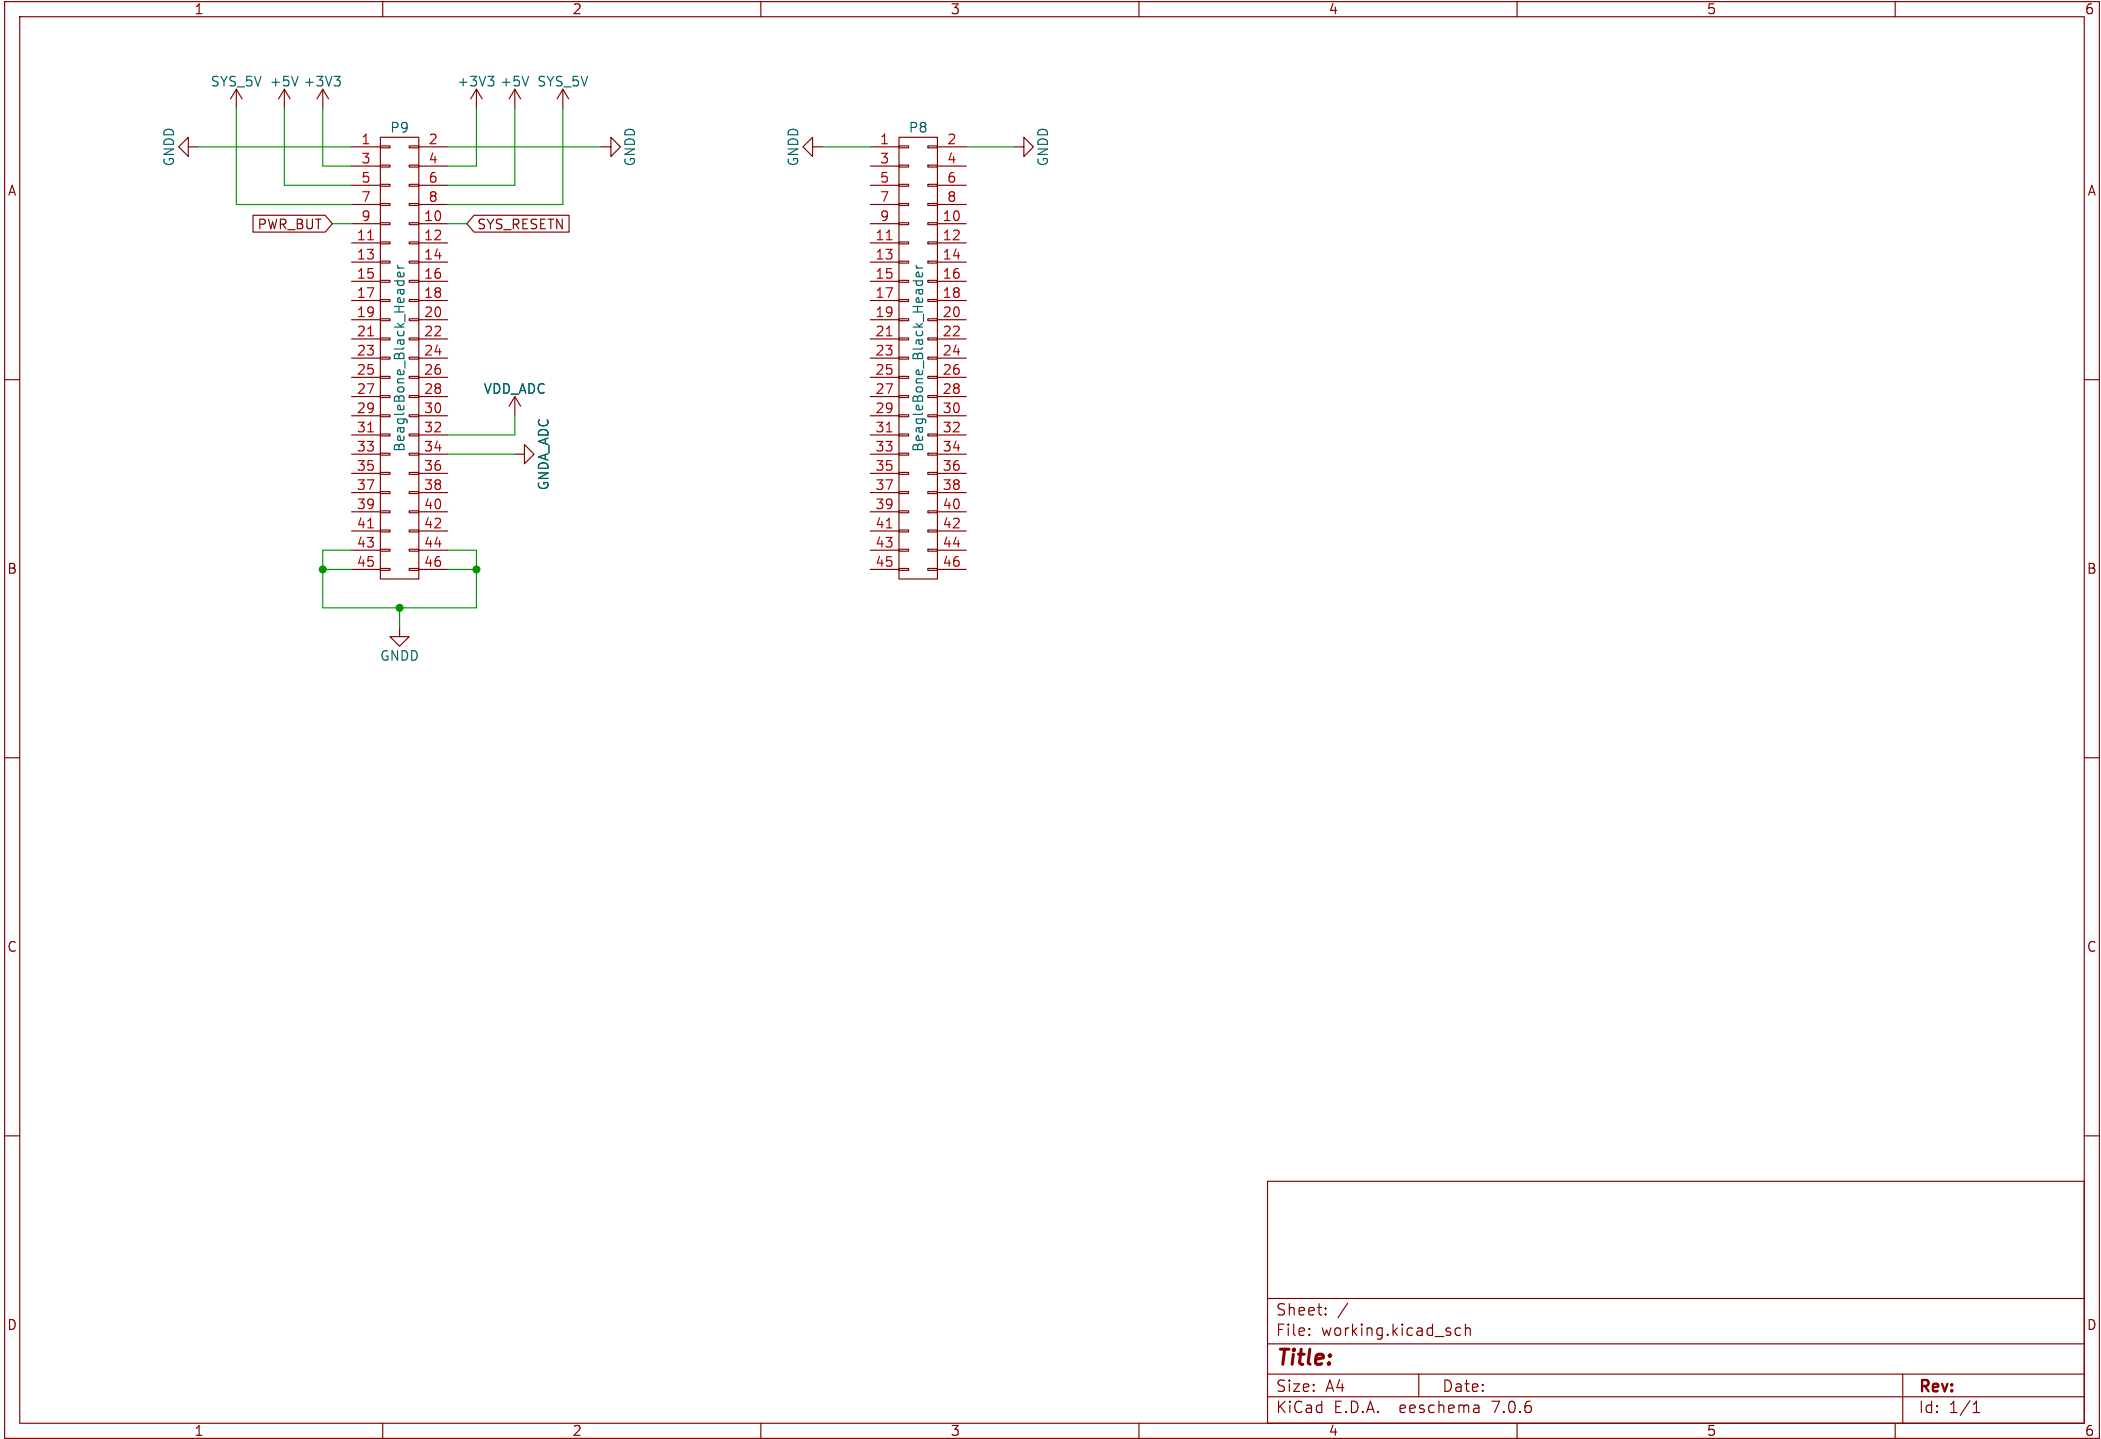 1 2 3 4 5 6
SYS_5V +5V +3V3 +3V3 +5V SYS_5V
P9 P8
GNDD GNDD GNDD GNDD
1 2 1 2
3 4 3 4
A 5 6 5 6 A
7 8 7 8
PWR_BUT 9 10 SYS_RESETN 9 10
11 12 11 12
13 14 13 14
15 16 15 16
17 18 17 18
19 20 19 20
21 22 21 22
23 24 23 24
25 26 25 26
27 28 27 28
29 30 29 30
31 32 31 32
33 34 33 34
35 36 35 36
37 38 37 38
39 40 39 40
41 42 41 42
43 44 43 44
B 45 46 45 46 B
BeagleBone_Black_Header
BeagleBone_Black_Header
VDD_ADC
GNDA_ADC
GNDD
C C
D D
Sheet: /
File: working.kicad_sch
Title:
Size: A4 Date: Rev:
KiCad E.D.A. eeschema 7.0.6 Id: 1/1
1 2 3 4 5 6